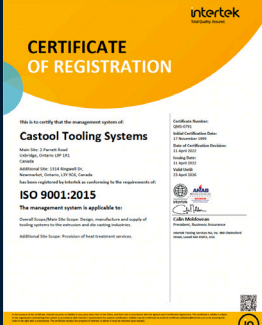 intertek
Total Quality. Assured.
CERTIFICATE
OF REGISTRATION
This is to certify that the management system of:
Castool Tooling Systems
Main Site: 2 Parratt Road
Uxbridge, Ontario L9P 1R1
Canada
Additional Site: 1314 Ringwell Dr.
Newmarket, Ontario, L3Y 9C6, Canada
has been registered by Intertek as conforming to the requirements of:
ISO 9001:2015
The management system is applicable to:
Overall Scope/Main Site Scope: Design, manufacture and supply of
tooling systems to the extrusion and die casting industries.
Additional Site Scope: Provision of heat treatment services.
Certificate Number:
Initial Certification Date:
17 November 1999
Date of Certification Decision:
11 April 2022
Issuing Date:
11 April 2022
Valid Until:
23 April 2026
intertek
ANAB
Calin Moldovean
President, Business Assurance